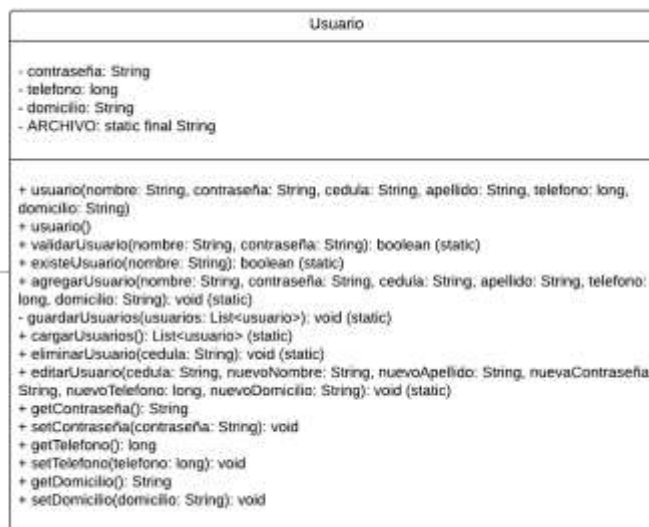 Usuario
- contraseña: String
- telefono: long
- domicilio: String
- ARCHIVO: static final String
+ usuario(nombre: String, contraseña: String, cedula: String, apellido: String, telefono: long,
domicilio: String)
+ usuario()
+ validarUsuario(nombre: String, contraseña: String): boolean (static)
+ existeUsuario(nombre: String): boolean (static)
+ agregarUsuario(nombre: String, contraseña: String, cedula: String, apellido: String, telefono:
long, domicilio: String): void (static)
- guardarUsuarios(usuarios: List<usuario>): void (static)
+ cargarUsuarios(): List<usuario> (static)
+ eliminarUsuario(cedula: String): void (static)
+ editarUsuario(cedula: String, nuevoNombre: String, nuevoApellido: String, nuevaContraseña
String, nuevoTelefono: long, nuevoDomicilio: String): void (static)
+ getContraseña(): String
+ setContraseña(contraseña: String): void
+ getTelefono(): long
+ setTelefono(telefono: long): void
+ getDomicilio(): String
+ setDomicilio(domicilio: String): void